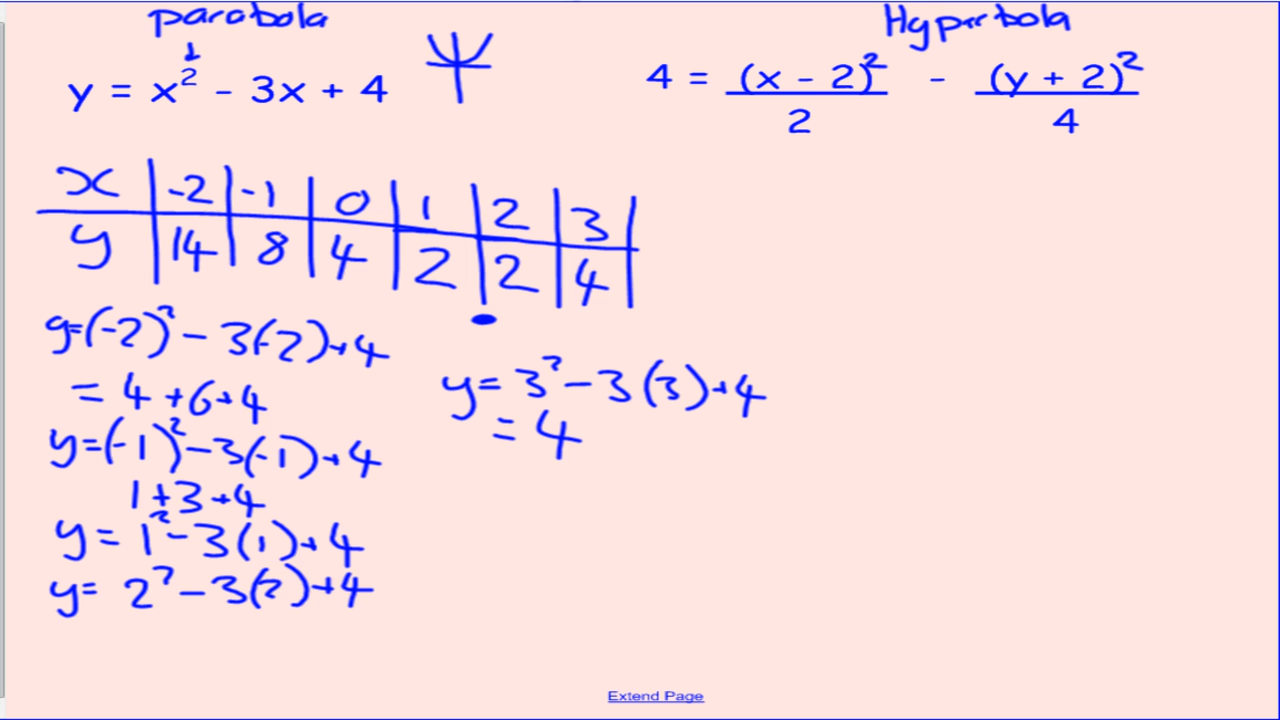 parabola
y = x² - 3x + 4
Hyperbola
4 = (x - 2)²/2 - (y + 2)²/4
x | -2 | -1 | 0 | 1 | 2 | 3 |
y | 14 | 8 | 4 | 2 | 2 | 4 |
y=(-2)² - 3(-2)+4
= 4+6+4
y=(-1)²-3(-1)+4
1+3+4
y= 1²-3(1)+4
y= 2²-3(2)+4
y= 3²-3(3)+4
= 4
Extend Page